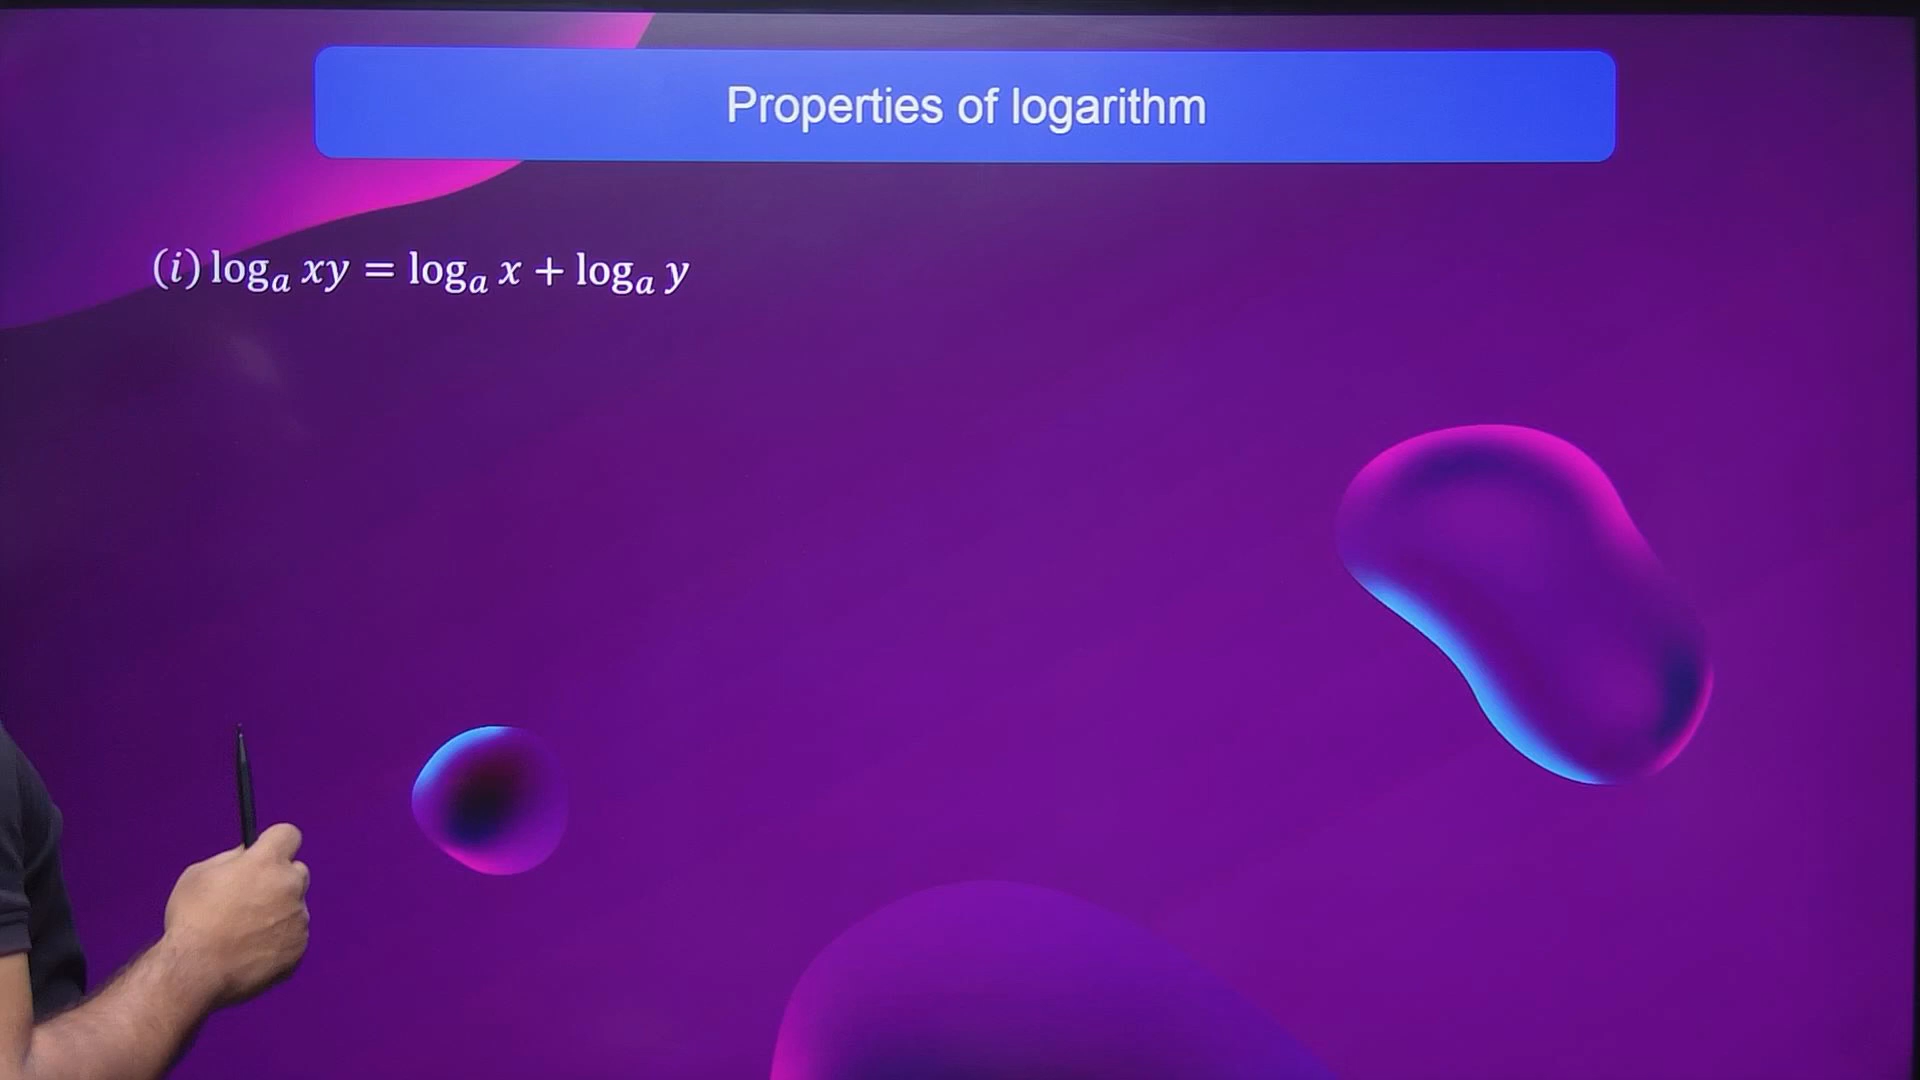 Properties of logarithm
(i) logₐ xy = logₐ x + logₐ y